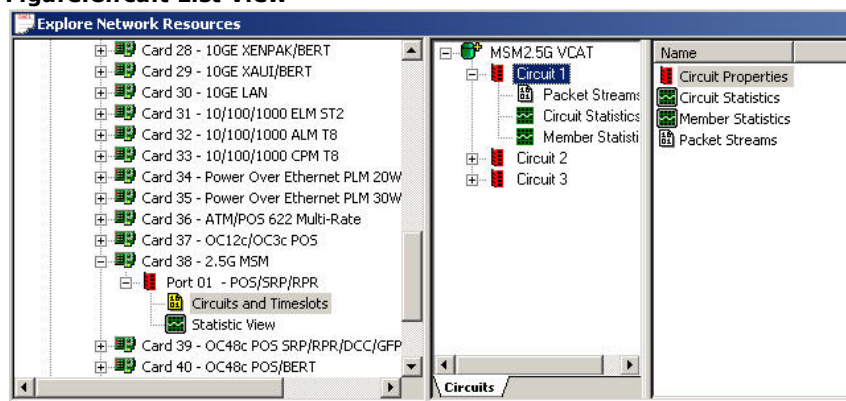 Figure:Circuit List View
Explore Network Resources
Card 28 - 10GE XENPAK/BERT
Card 29 - 10GE XAUI/BERT
Card 30 - 10GE LAN
Card 31 - 10/100/1000 ELM ST2
Card 32 - 10/100/1000 ALM T8
Card 33 - 10/100/1000 CPM T8
Card 34 - Power Over Ethernet PLM 20W
Card 35 - Power Over Ethernet PLM 30W
Card 36 - ATM/POS 622 Multi-Rate
Card 37 - OC12c/OC3c POS
Card 38 - 2.5G MSM
Port 01 - POS/SRP/RPR
Circuits and Timeslots
Statistic View
Card 39 - OC48c POS SRP/RPR/DCC/GFP
Card 40 - OC48c POS/BERT
MSM2.5G VCAT
Circuit 1
Packet Streams
Circuit Statistics
Member Statisti
Circuit 2
Circuit 3
Circuits
Name
Circuit Properties
Circuit Statistics
Member Statistics
Packet Streams